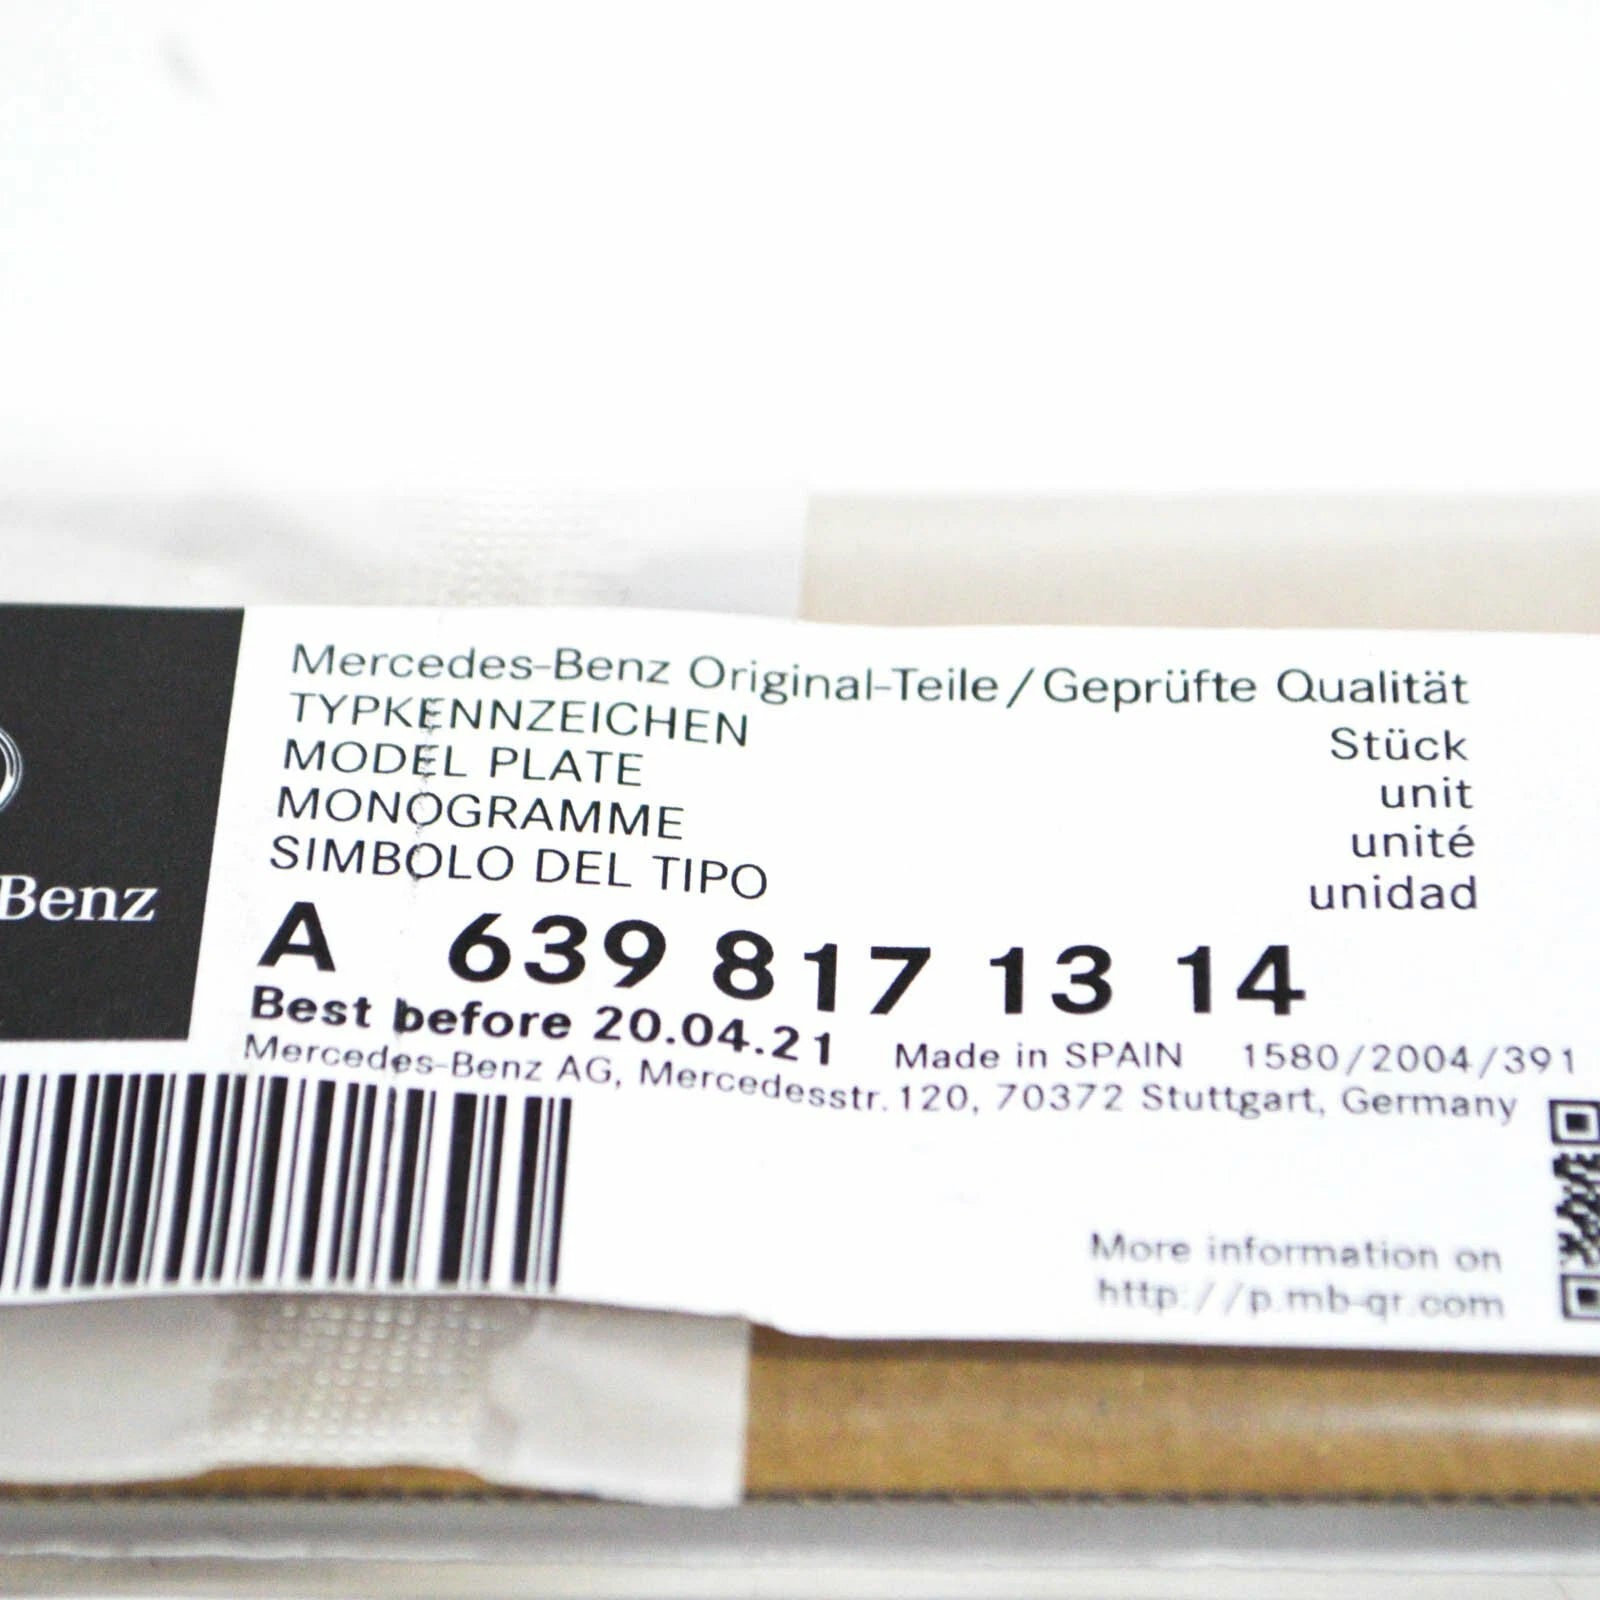 Mercedes-Benz Original-Teile/Geprüfte Qualität
TYPKENNZEICHEN
Stück
MODEL PLATE
unit
MONOGRAMME
unité
SIMBOLO DEL TIPO
unidad
Benz
A 639 817 13 14
Best before 20.04.21 Made in SPAIN 1580/2004/391
Mercedes-Benz AG, Mercedesstr. 120, 70372 Stuttgart, Germany
More information on
http://p.mb-qr.com